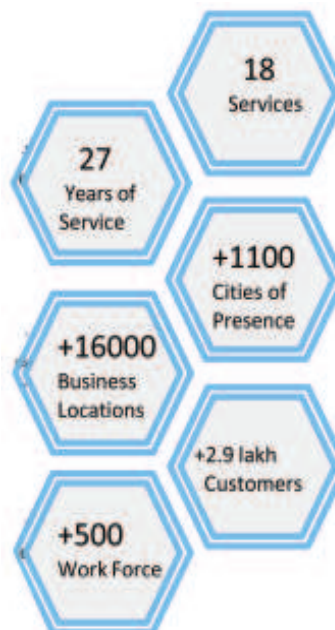 18
Services
27
Years of
Service
+1100
Cities of
Presence
+16000
Business
Locations
+2.9 lakh
Customers
+500
Work Force